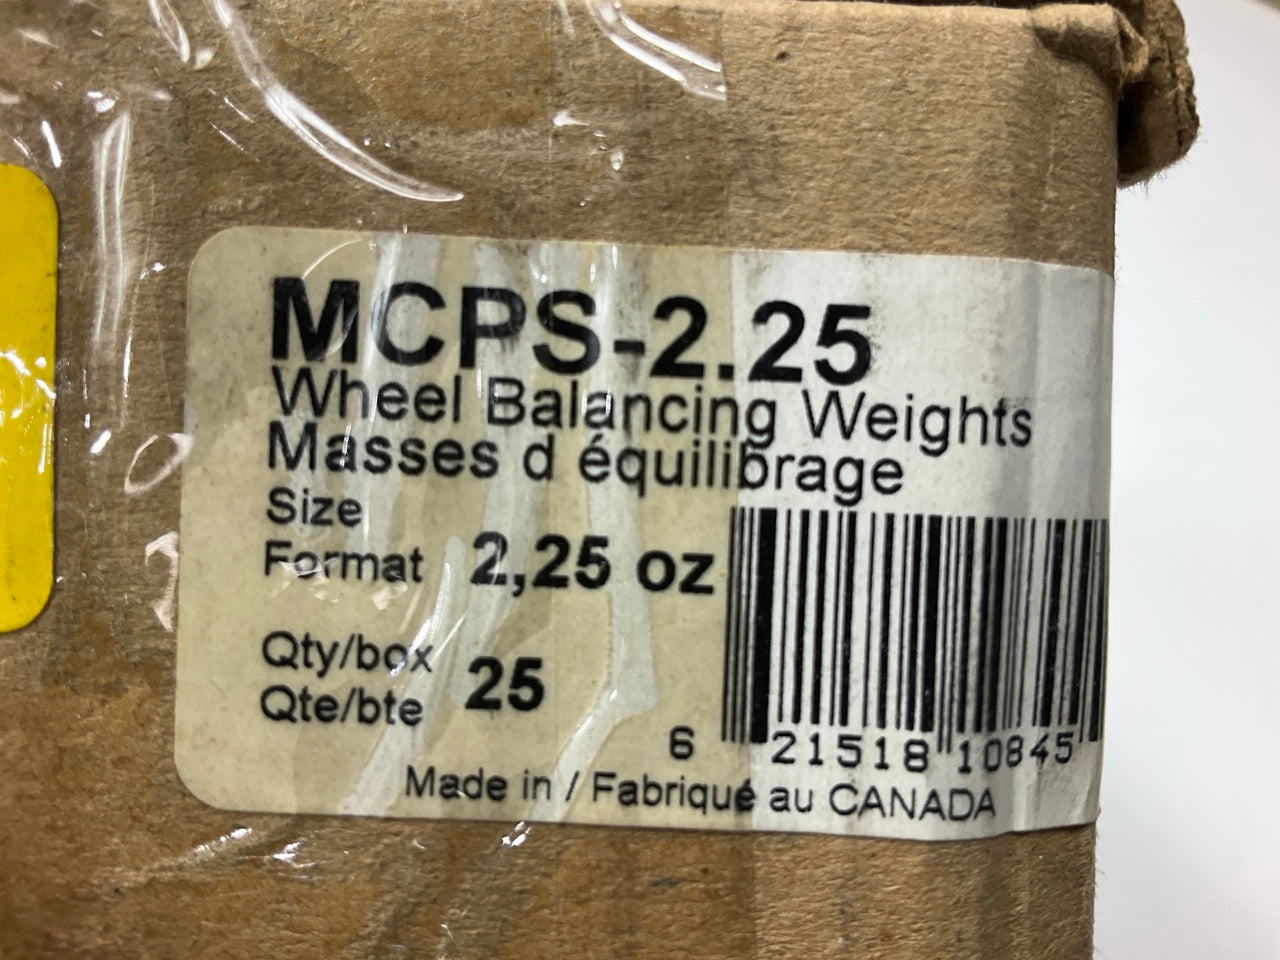 MCPS-2.25
Wheel Balancing Weights
Masses d équilibrage
Size
Format 2,25 oz
Qty/box
Qte/bte 25
6 21518 10845
Made in / Fabriqué au CANADA